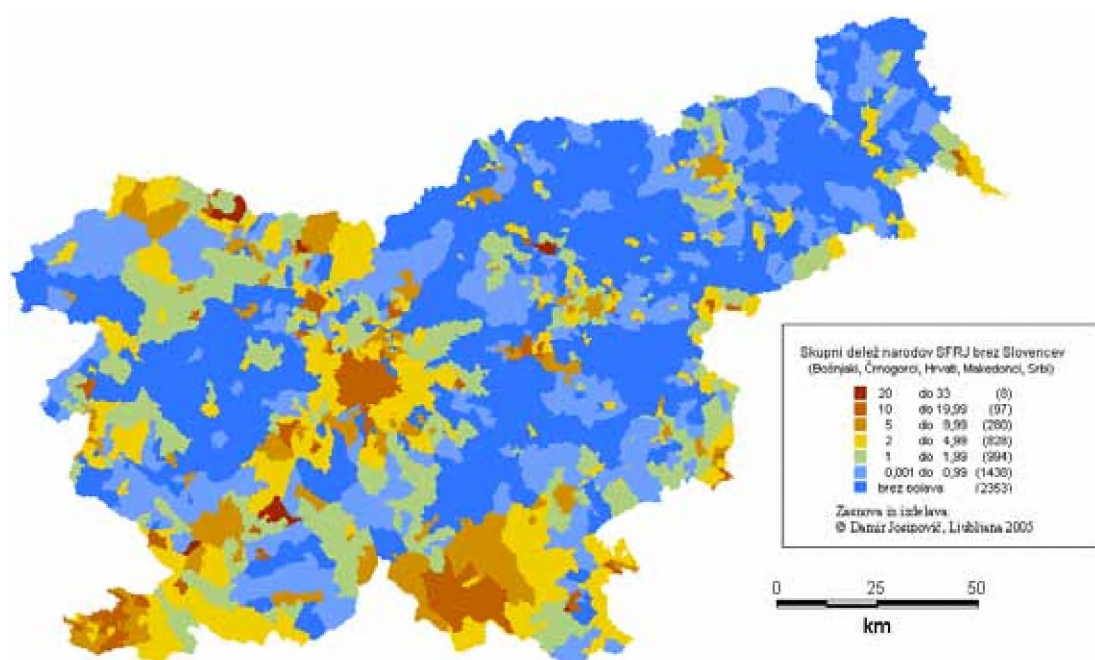 Skupni delež narodov SFRJ brez Slovencev
(Bošnjaki, Črnogorci, Hrvati, Makedonci, Srbi)
20 do 33 (8)
10 do 19,99 (97)
5 do 9,99 (280)
2 do 4,99 (828)
1 do 1,99 (994)
0,001 do 0,99 (1438)
brez pojava (2353)
Zasnova in izdelava:
© Damir Josipovič, Ljubljana 2005
0 25 50
km